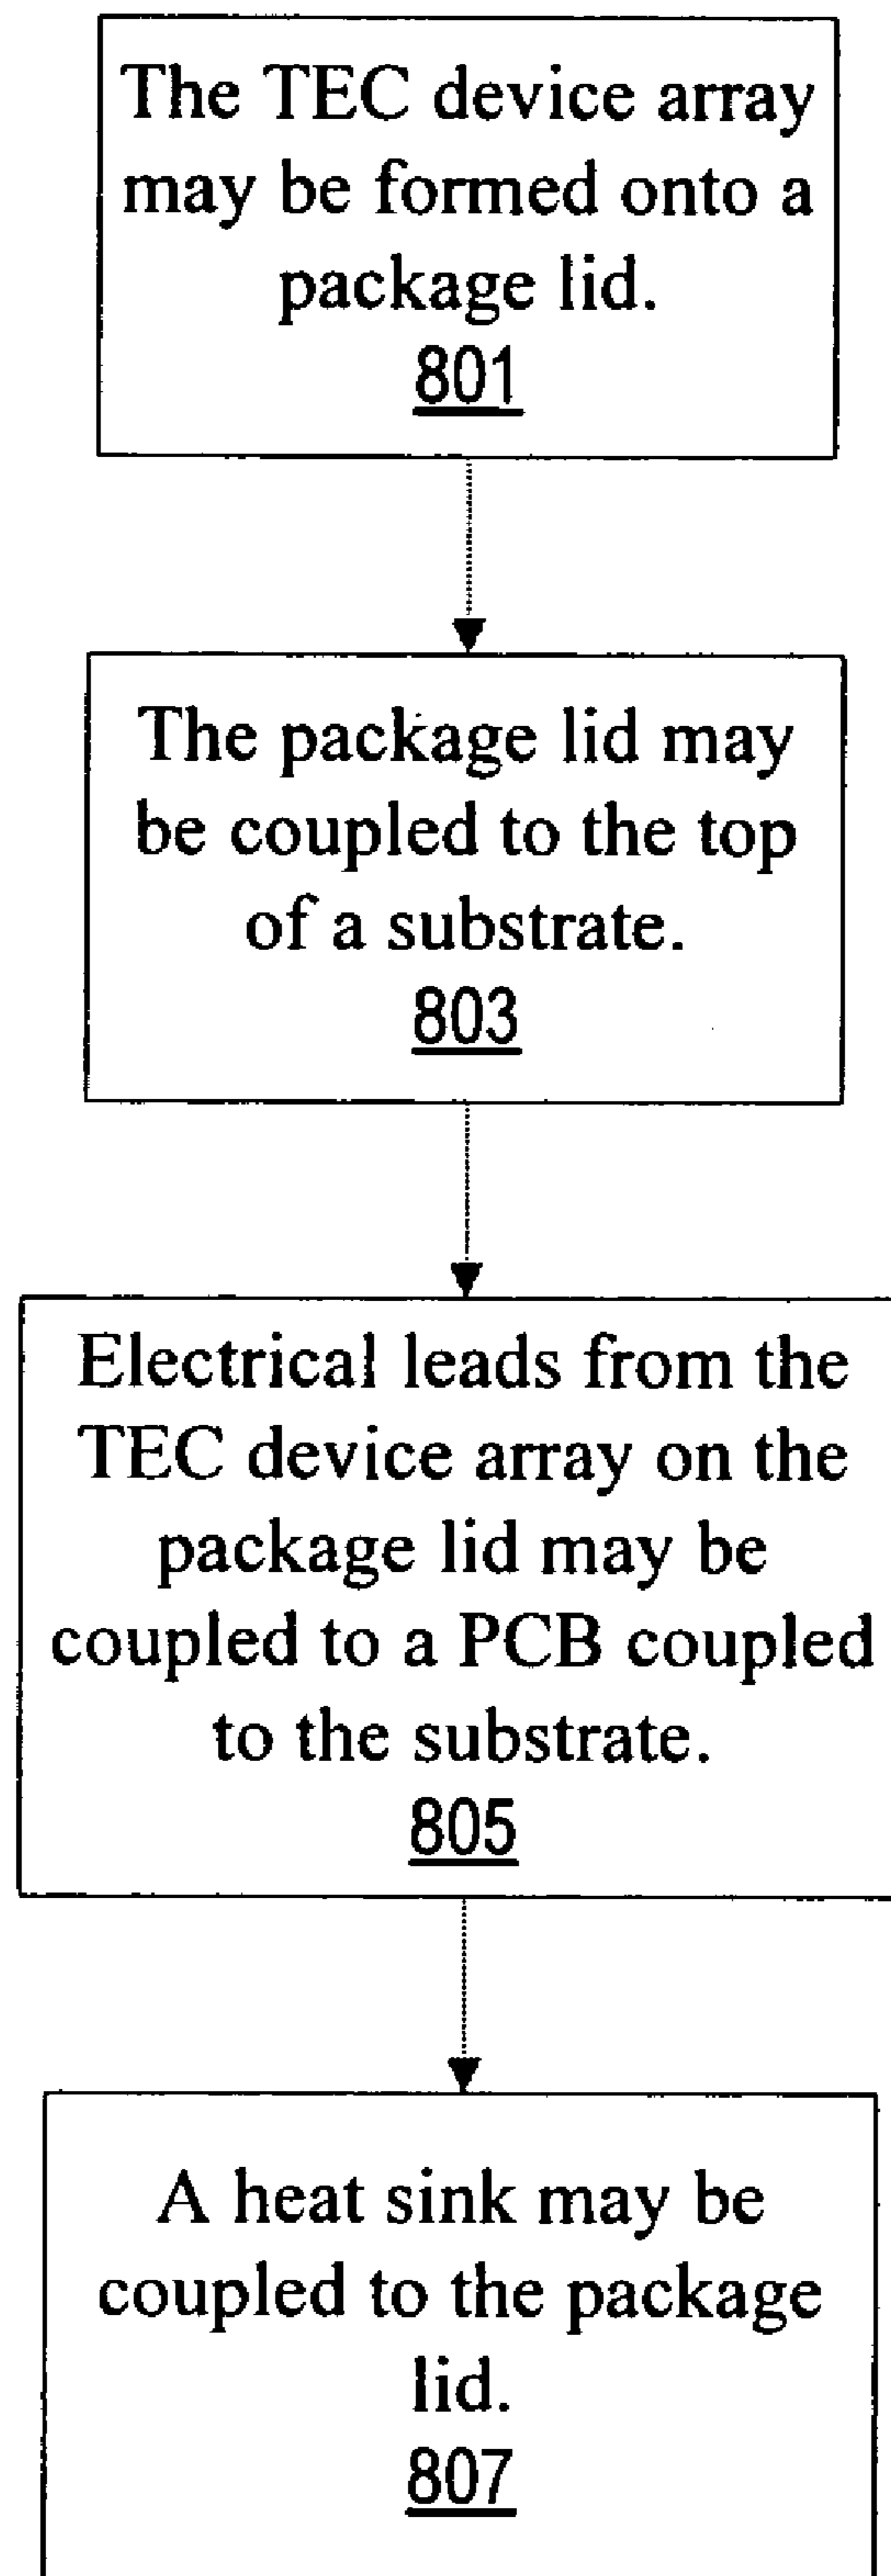 The TEC device array
may be formed onto a
package lid.
801
The package lid may
be coupled to the top
of a substrate.
803
Electrical leads from the
TEC device array on the
package lid may be
coupled to a PCB coupled
to the substrate.
805
A heat sink may be
coupled to the package
lid.
807